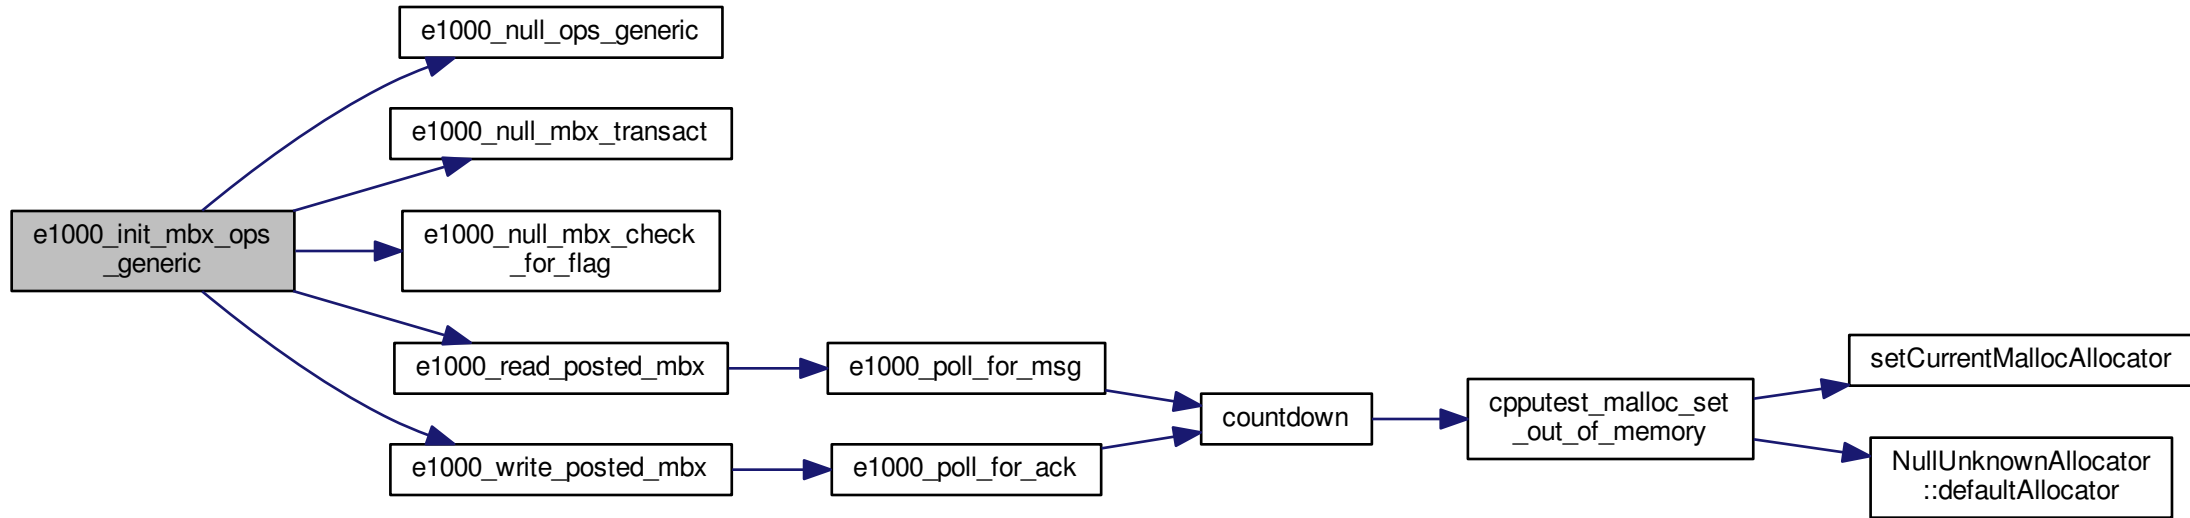 e1000_null_ops_generic
e1000_null_mbx_transact
e1000_init_mbx_ops
_generic
e1000_null_mbx_check
_for_flag
e1000_read_posted_mbx
e1000_write_posted_mbx
e1000_poll_for_msg
e1000_poll_for_ack
countdown
cpputest_malloc_set
_out_of_memory
setCurrentMallocAllocator
NullUnknownAllocator
::defaultAllocator